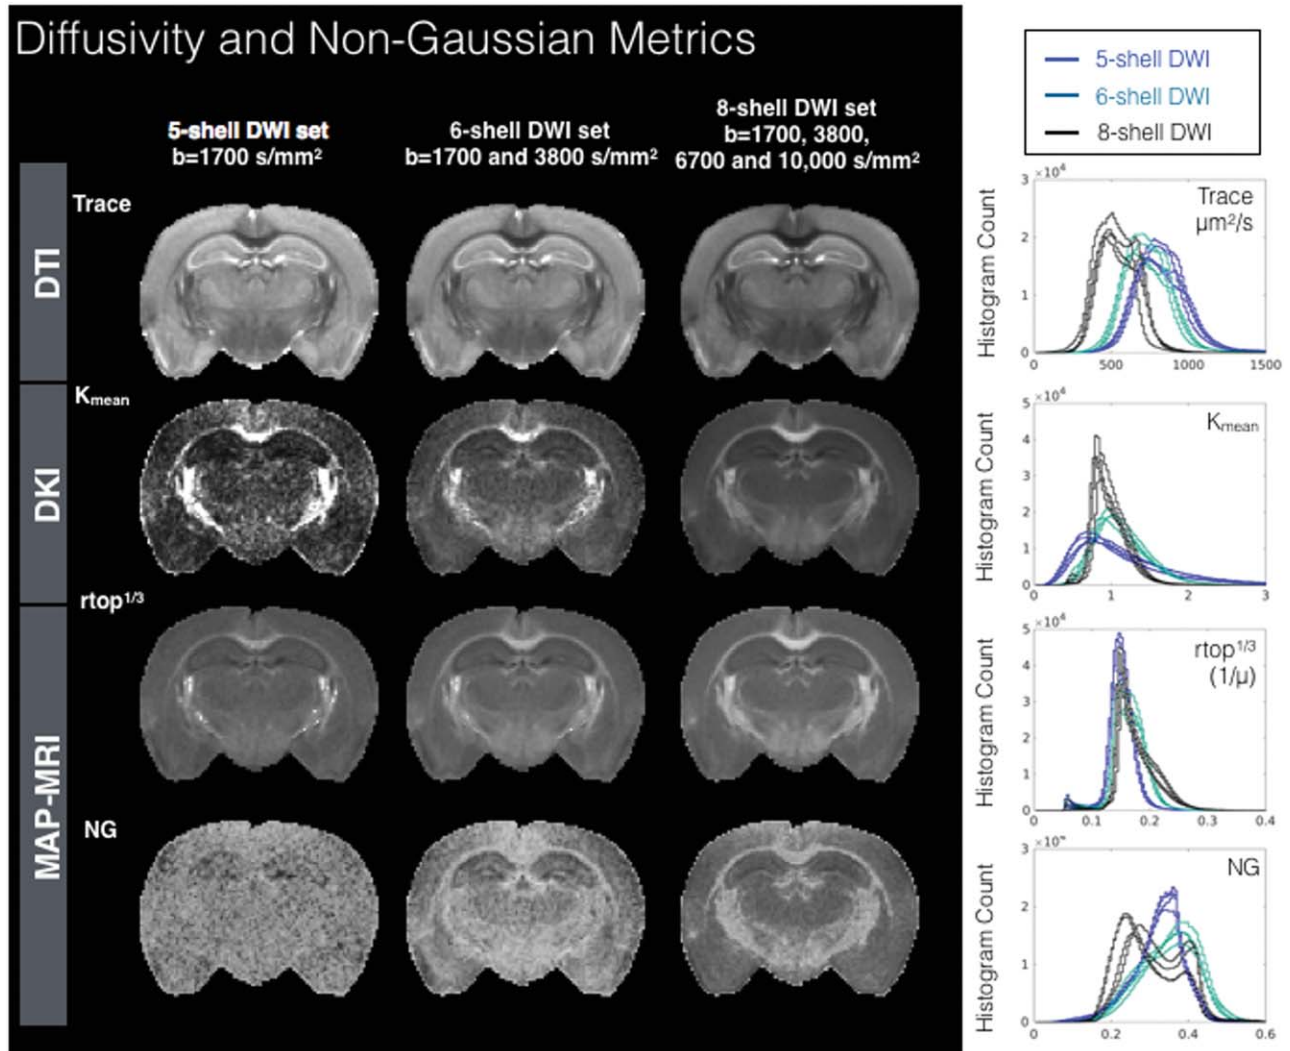 Diffusivity and Non-Gaussian Metrics
5-shell DWI set
b=1700 s/mm²
6-shell DWI set
b=1700 and 3800 s/mm²
8-shell DWI set
b=1700, 3800,
6700 and 10,000 s/mm²
DTI
Trace
DKI
Kmean
MAP-MRI
rtop1/3
NG
5-shell DWI
6-shell DWI
8-shell DWI
×10⁴
Trace
µm²/s
Histogram Count
3
2
1
0
0 500 1000 1500
×10⁴
Kmean
Histogram Count
5
4
3
2
1
0
0 1 2 3
×10⁴
rtop1/3
(1/µ)
Histogram Count
5
4
3
2
1
0
0 0.1 0.2 0.3 0.4
NG
Histogram Count
3
2
1
0
0 0.2 0.4 0.6